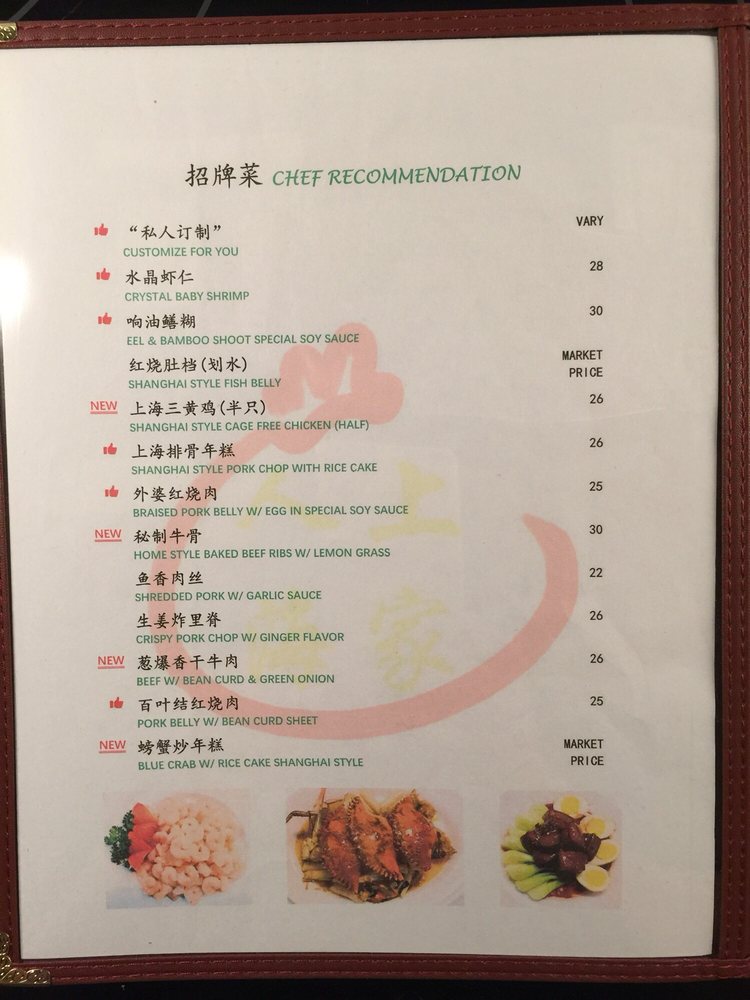 招牌菜 CHEF RECOMMENDATION
“私人订制” VARY
CUSTOMIZE FOR YOU
水晶虾仁 28
CRYSTAL BABY SHRIMP
响油鳝糊 30
EEL & BAMBOO SHOOT SPECIAL SOY SAUCE
红烧肚档(划水) MARKET PRICE
SHANGHAI STYLE FISH BELLY
NEW 上海三黄鸡(半只) 26
SHANGHAI STYLE CAGE FREE CHICKEN (HALF)
上海排骨年糕 26
SHANGHAI STYLE PORK CHOP WITH RICE CAKE
外婆红烧肉 25
BRAISED PORK BELLY W/ EGG IN SPECIAL SOY SAUCE
NEW 秘制牛骨 30
HOME STYLE BAKED BEEF RIBS W/ LEMON GRASS
鱼香肉丝 22
SHREDDED PORK W/ GARLIC SAUCE
生姜炸里脊 26
CRISPY PORK CHOP W/ GINGER FLAVOR
NEW 葱爆香干牛肉 26
BEEF W/ BEAN CURD & GREEN ONION
百叶结红烧肉 25
PORK BELLY W/ BEAN CURD SHEET
NEW 螃蟹炒年糕 MARKET PRICE
BLUE CRAB W/ RICE CAKE SHANGHAI STYLE
人上
家